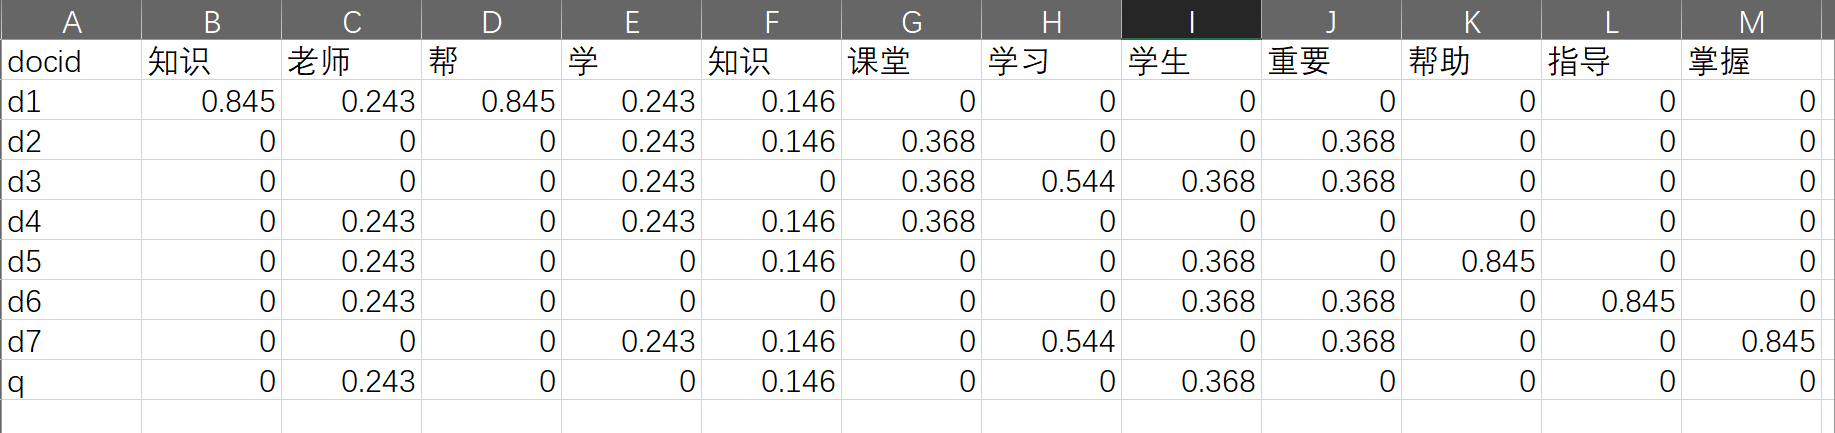 A B C D E F G H I J K L M
docid 知识 老师 帮 学 知识 课堂 学习 学生 重要 帮助 指导 掌握
d1 0.845 0.243 0.845 0.243 0.146 0 0 0 0 0 0 0
d2 0 0 0 0.243 0.146 0.368 0 0 0.368 0 0 0
d3 0 0 0 0.243 0 0.368 0.544 0.368 0.368 0 0 0
d4 0 0.243 0 0.243 0.146 0.368 0 0 0 0 0 0
d5 0 0.243 0 0 0.146 0 0 0.368 0 0.845 0 0
d6 0 0.243 0 0 0 0 0 0.368 0.368 0 0.845 0
d7 0 0 0 0.243 0.146 0 0.544 0 0.368 0 0 0.845
q 0 0.243 0 0 0.146 0 0 0.368 0 0 0 0